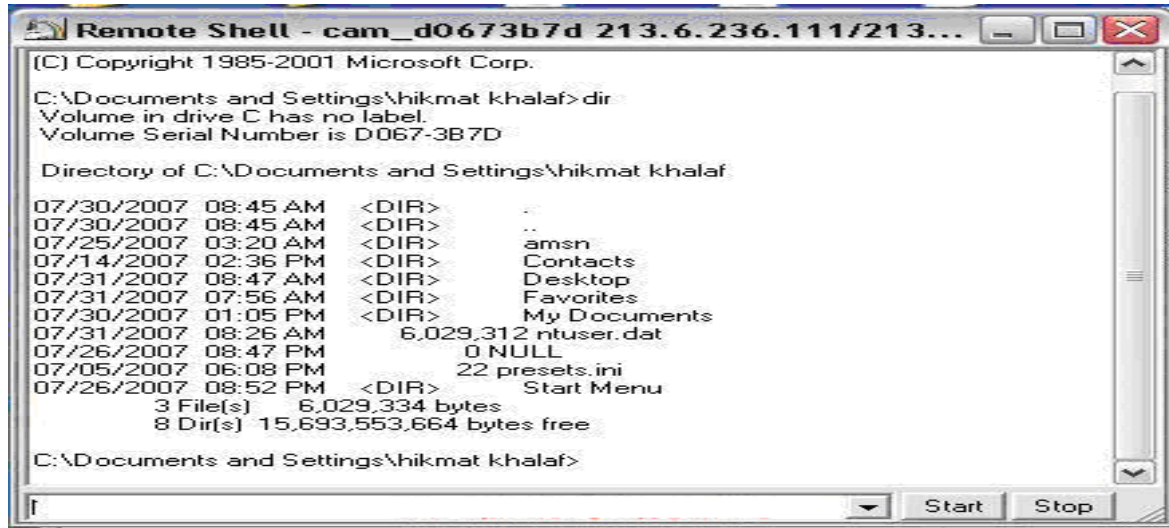 Remote Shell - cam_d0673b7d 213.6.236.111/213...
(C) Copyright 1985-2001 Microsoft Corp.
C:\Documents and Settings\hikmat khalaf>dir
Volume in drive C has no label.
Volume Serial Number is D067-3B7D
Directory of C:\Documents and Settings\hikmat khalaf
07/30/2007 08:45 AM <DIR> .
07/30/2007 08:45 AM <DIR> ..
07/25/2007 03:20 AM <DIR> amsn
07/14/2007 02:36 PM <DIR> Contacts
07/31/2007 08:47 AM <DIR> Desktop
07/31/2007 07:56 AM <DIR> Favorites
07/30/2007 01:05 PM <DIR> My Documents
07/31/2007 08:26 AM 6,029,312 ntuser.dat
07/26/2007 08:47 PM 0 NULL
07/05/2007 06:08 PM 22 presets.ini
07/26/2007 08:52 PM <DIR> Start Menu
3 File(s) 6,029,334 bytes
8 Dir(s) 15,693,553,664 bytes free
C:\Documents and Settings\hikmat khalaf>
Start Stop